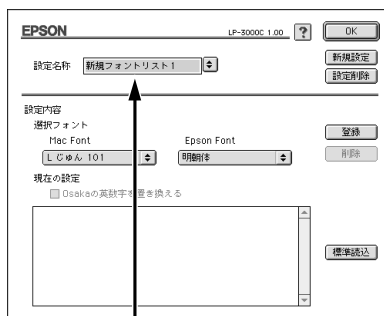 EPSON
LP-3000C 1.00
?
OK
設定名称
新規フォントリスト1
新規設定
設定削除
設定内容
選択フォント
Mac Font
Epson Font
登録
Lじゅん 101
明朝体
削除
現在の設定
Osakaの英数字を置き換える
標準読込